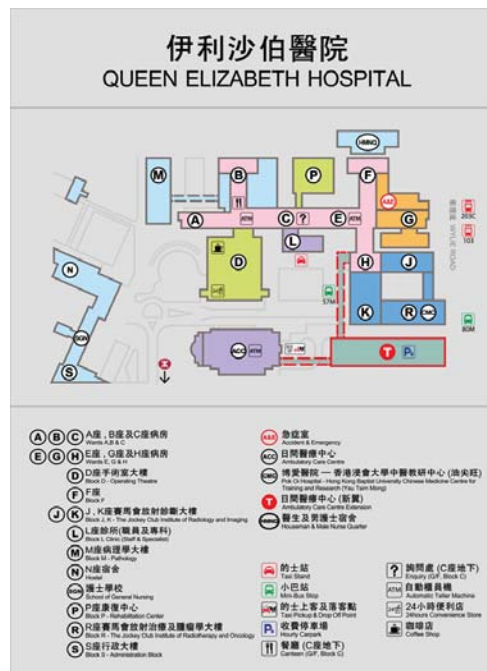 伊利沙伯醫院
QUEEN ELIZABETH HOSPITAL
HMNQ
M
B
P
F
A&E
A
ATM
C
?
E
ATM
G
L
203C
103
衛理道 WYLIE ROAD
D
H
J
N
57M
K
R
CMC
80M
SGN
ACC
ATM
T
P
S
A B C
A座, B座及C座病房
Wards A,B & C
E G H
E座, G座及H座病房
Wards E, G & H
D
D座手術室大樓
Block D - Operating Theatre
F
F座
Block F
J K
J, K座賽馬會放射診斷大樓
Block J, K - The Jockey Club Institute of Radiology and Imaging
L
L座診所(職員及專科)
Block L Clinic (Staff & Specialist)
M
M座病理學大樓
Block M - Pathology
N
N座宿舍
Hostel
SGN
護士學校
School of General Nursing
P
P座康復中心
Block P - Rehabilitation Center
R
R座賽馬會放射治療及腫瘤學大樓
Block R - The Jockey Club Institute of Radiotherapy and Oncology
S
S座行政大樓
Block S - Administration Block
A&E
急症室
Accident & Emergency
ACC
日間醫療中心
Ambulatory Care Centre
CMC
博愛醫院 — 香港浸會大學中醫教研中心 (油尖旺)
Pok Oi Hospital - Hong Kong Baptist University Chinese Medicine Centre for
Training and Research (Yau Tsim Mong)
T
日間醫療中心 (新翼)
Ambulatory Care Centre Extension
HMNQ
醫生及男護士宿舍
Houseman & Male Nurse Quarter
的士站
Taxi Stand
小巴站
Mini-Bus Stop
的士上客及落客點
Taxi Pickup & Drop Off Point
P
收費停車場
Hourly Carpark
餐廳 (C座地下)
Canteen (G/F, Block C)
?
詢問處 (C座地下)
Enquiry (G/F, Block C)
ATM
自動櫃員機
Automatic Teller Machine
24小時便利店
24hours Convenience Store
咖啡店
Coffee Shop